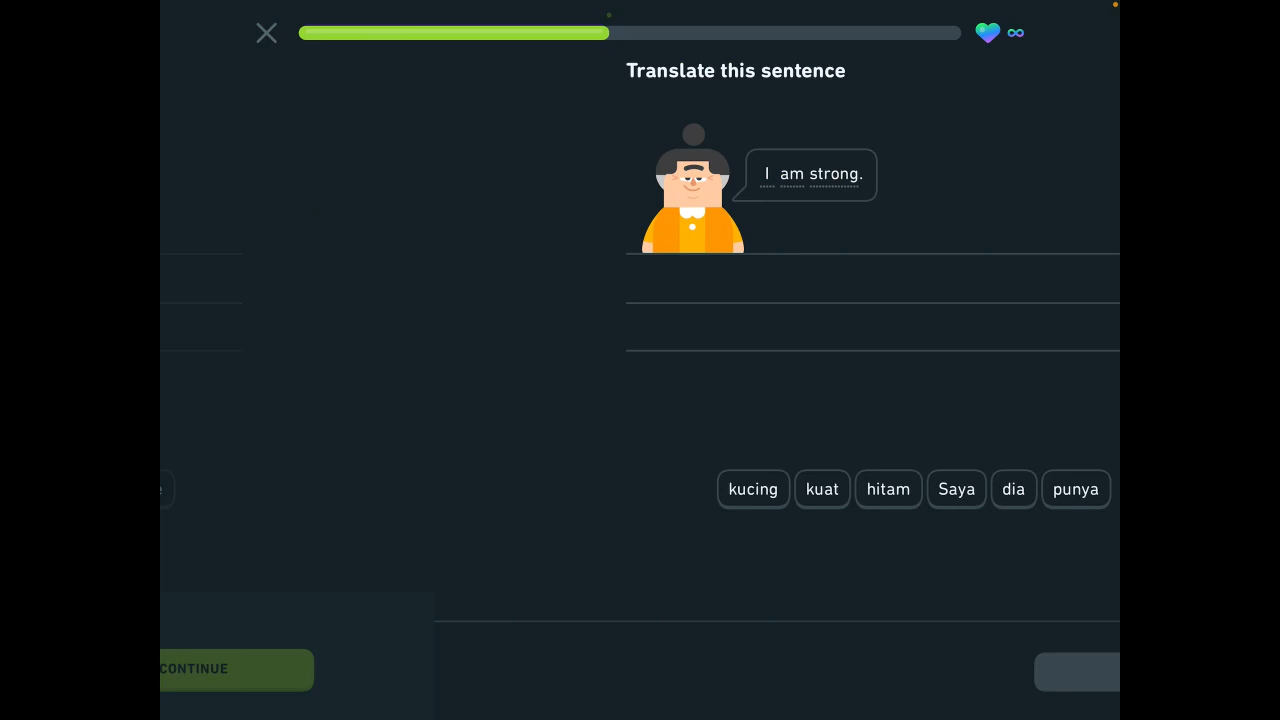 Translate this sentence
I am strong.
kucing kuat hitam Saya dia punya
CONTINUE